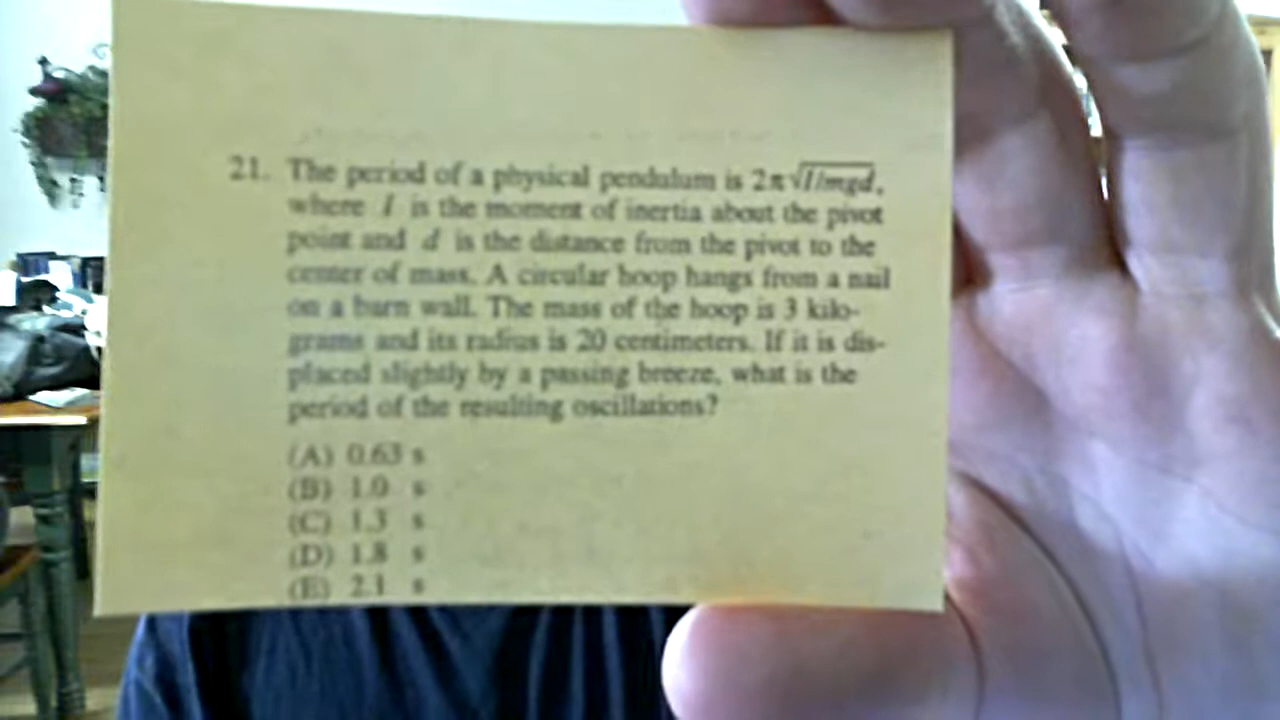 21. The period of a physical pendulum is 2π√I/mgd,
where I is the moment of inertia about the pivot
point and d is the distance from the pivot to the
center of mass. A circular hoop hangs from a nail
on a barn wall. The mass of the hoop is 3 kilo-
grams and its radius is 20 centimeters. If it is dis-
placed slightly by a passing breeze, what is the
period of the resulting oscillations?
(A) 0.63 s
(B) 1.0 s
(C) 1.3 s
(D) 1.8 s
(E) 2.1 s